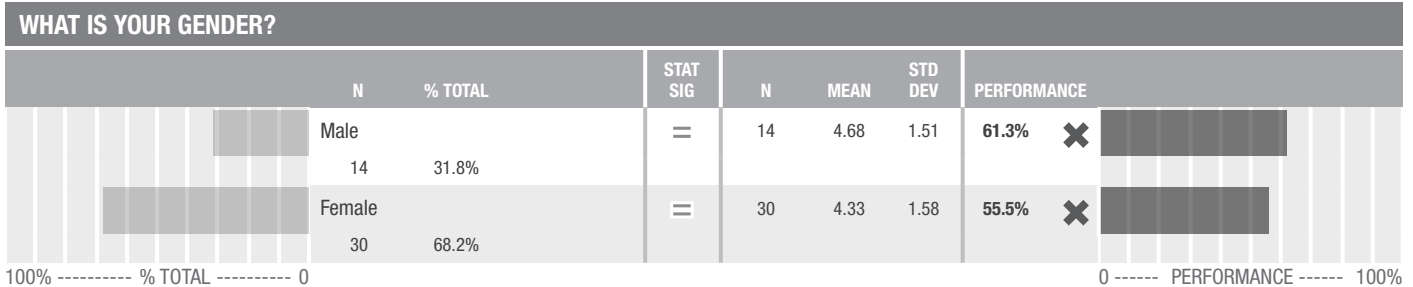 WHAT IS YOUR GENDER?
N % TOTAL STAT SIG N MEAN STD DEV PERFORMANCE
Male = 14 4.68 1.51 61.3% ✖
14 31.8%
Female = 30 4.33 1.58 55.5% ✖
30 68.2%
100% ---------- % TOTAL ---------- 0 0 ------ PERFORMANCE ------ 100%